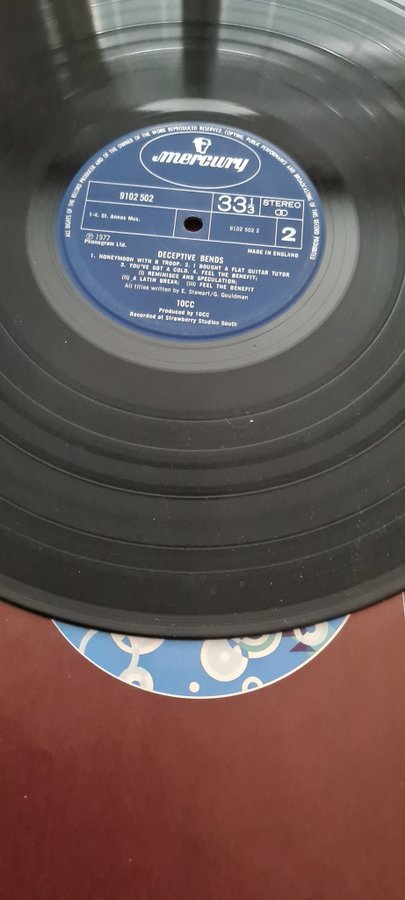 ALL RIGHTS OF THE RECORD PRODUCER AND OF THE OWNER OF THE WORK REPRODUCED RESERVED. COPYING, PUBLIC PERFORMANCE AND BROADCASTING OF THIS RECORD PROHIBITED
mercury
9102 502
33 1/3
STEREO
1-4. St. Annes Mus.
9102 502 2
2
℗ 1977
Phonogram Ltd.
MADE IN ENGLAND
DECEPTIVE BENDS
1. HONEYMOON WITH B TROOP. 2. I BOUGHT A FLAT GUITAR TUTOR
3. YOU'VE GOT A COLD. 4. FEEL THE BENEFIT;
(i) REMINISCE AND SPECULATION;
(ii) A LATIN BREAK; (iii) FEEL THE BENEFIT
All titles written by E. Stewart/G. Gouldman
10CC
Produced by 10CC
Recorded at Strawberry Studios South